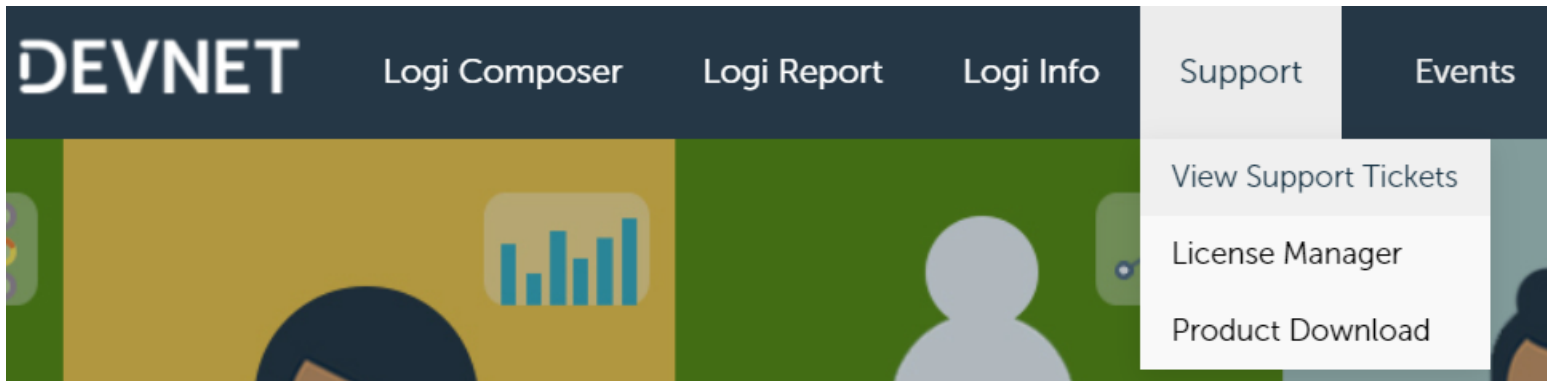 DEVNET Logi Composer Logi Report Logi Info Support Events
View Support Tickets
License Manager
Product Download